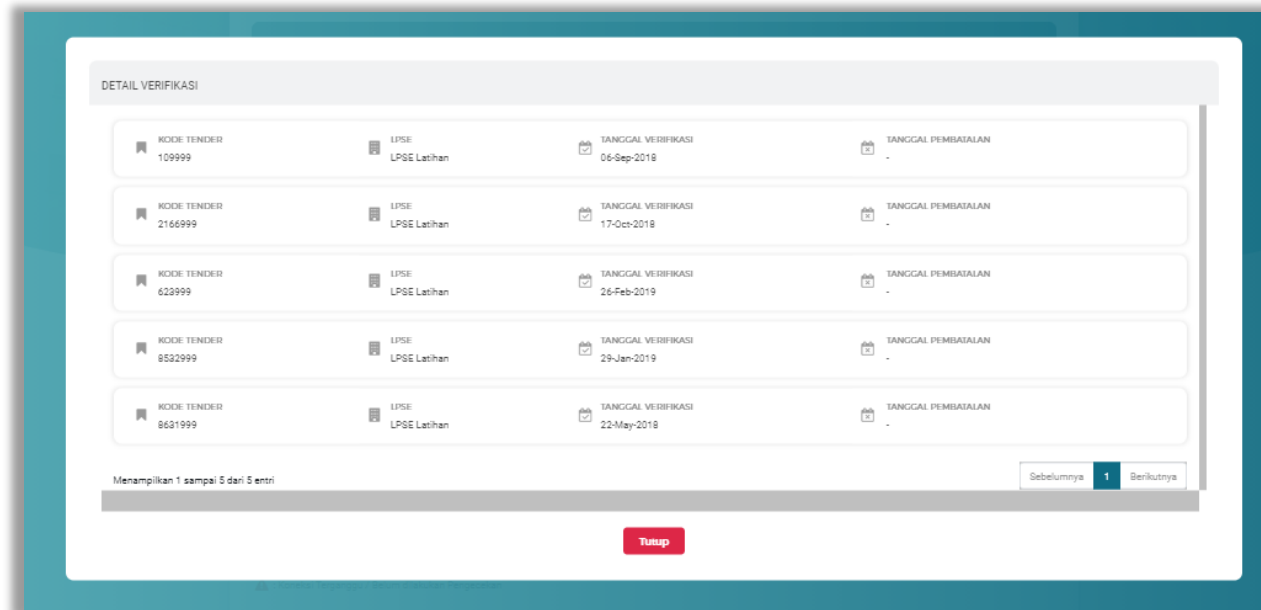 DETAIL VERIFIKASI
KODE TENDER LPSE TANGGAL VERIFIKASI TANGGAL PEMBATALAN
109999 LPSE Latihan 06-Sep-2018 -
KODE TENDER LPSE TANGGAL VERIFIKASI TANGGAL PEMBATALAN
2166999 LPSE Latihan 17-Oct-2018 -
KODE TENDER LPSE TANGGAL VERIFIKASI TANGGAL PEMBATALAN
623999 LPSE Latihan 26-Feb-2019 -
KODE TENDER LPSE TANGGAL VERIFIKASI TANGGAL PEMBATALAN
8532999 LPSE Latihan 29-Jan-2019 -
KODE TENDER LPSE TANGGAL VERIFIKASI TANGGAL PEMBATALAN
8631999 LPSE Latihan 22-May-2018 -
Menampilkan 1 sampai 5 dari 5 entri Sebelumnya 1 Berikutnya
Tutup